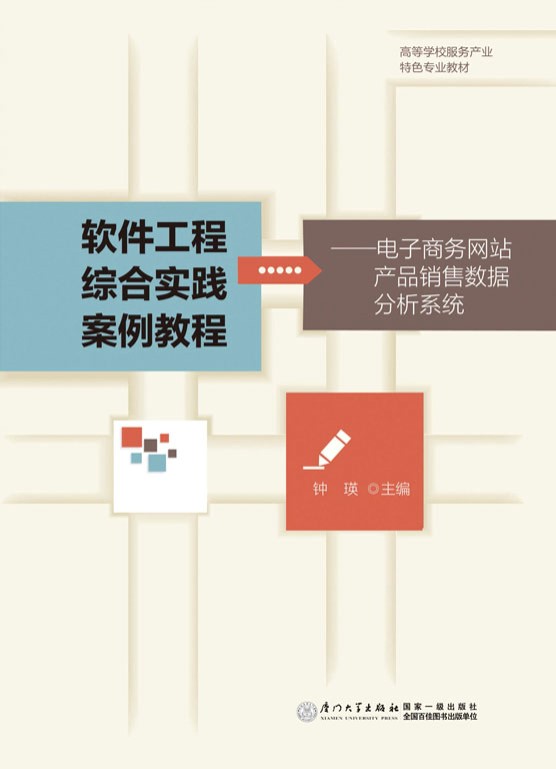 高等学校服务产业
特色专业教材
软件工程
综合实践
案例教程
——电子商务网站
产品销售数据
分析系统
钟 瑛 ◎主编
厦门大学出版社
XIAMEN UNIVERSITY PRESS
国家一级出版社
全国百佳图书出版单位